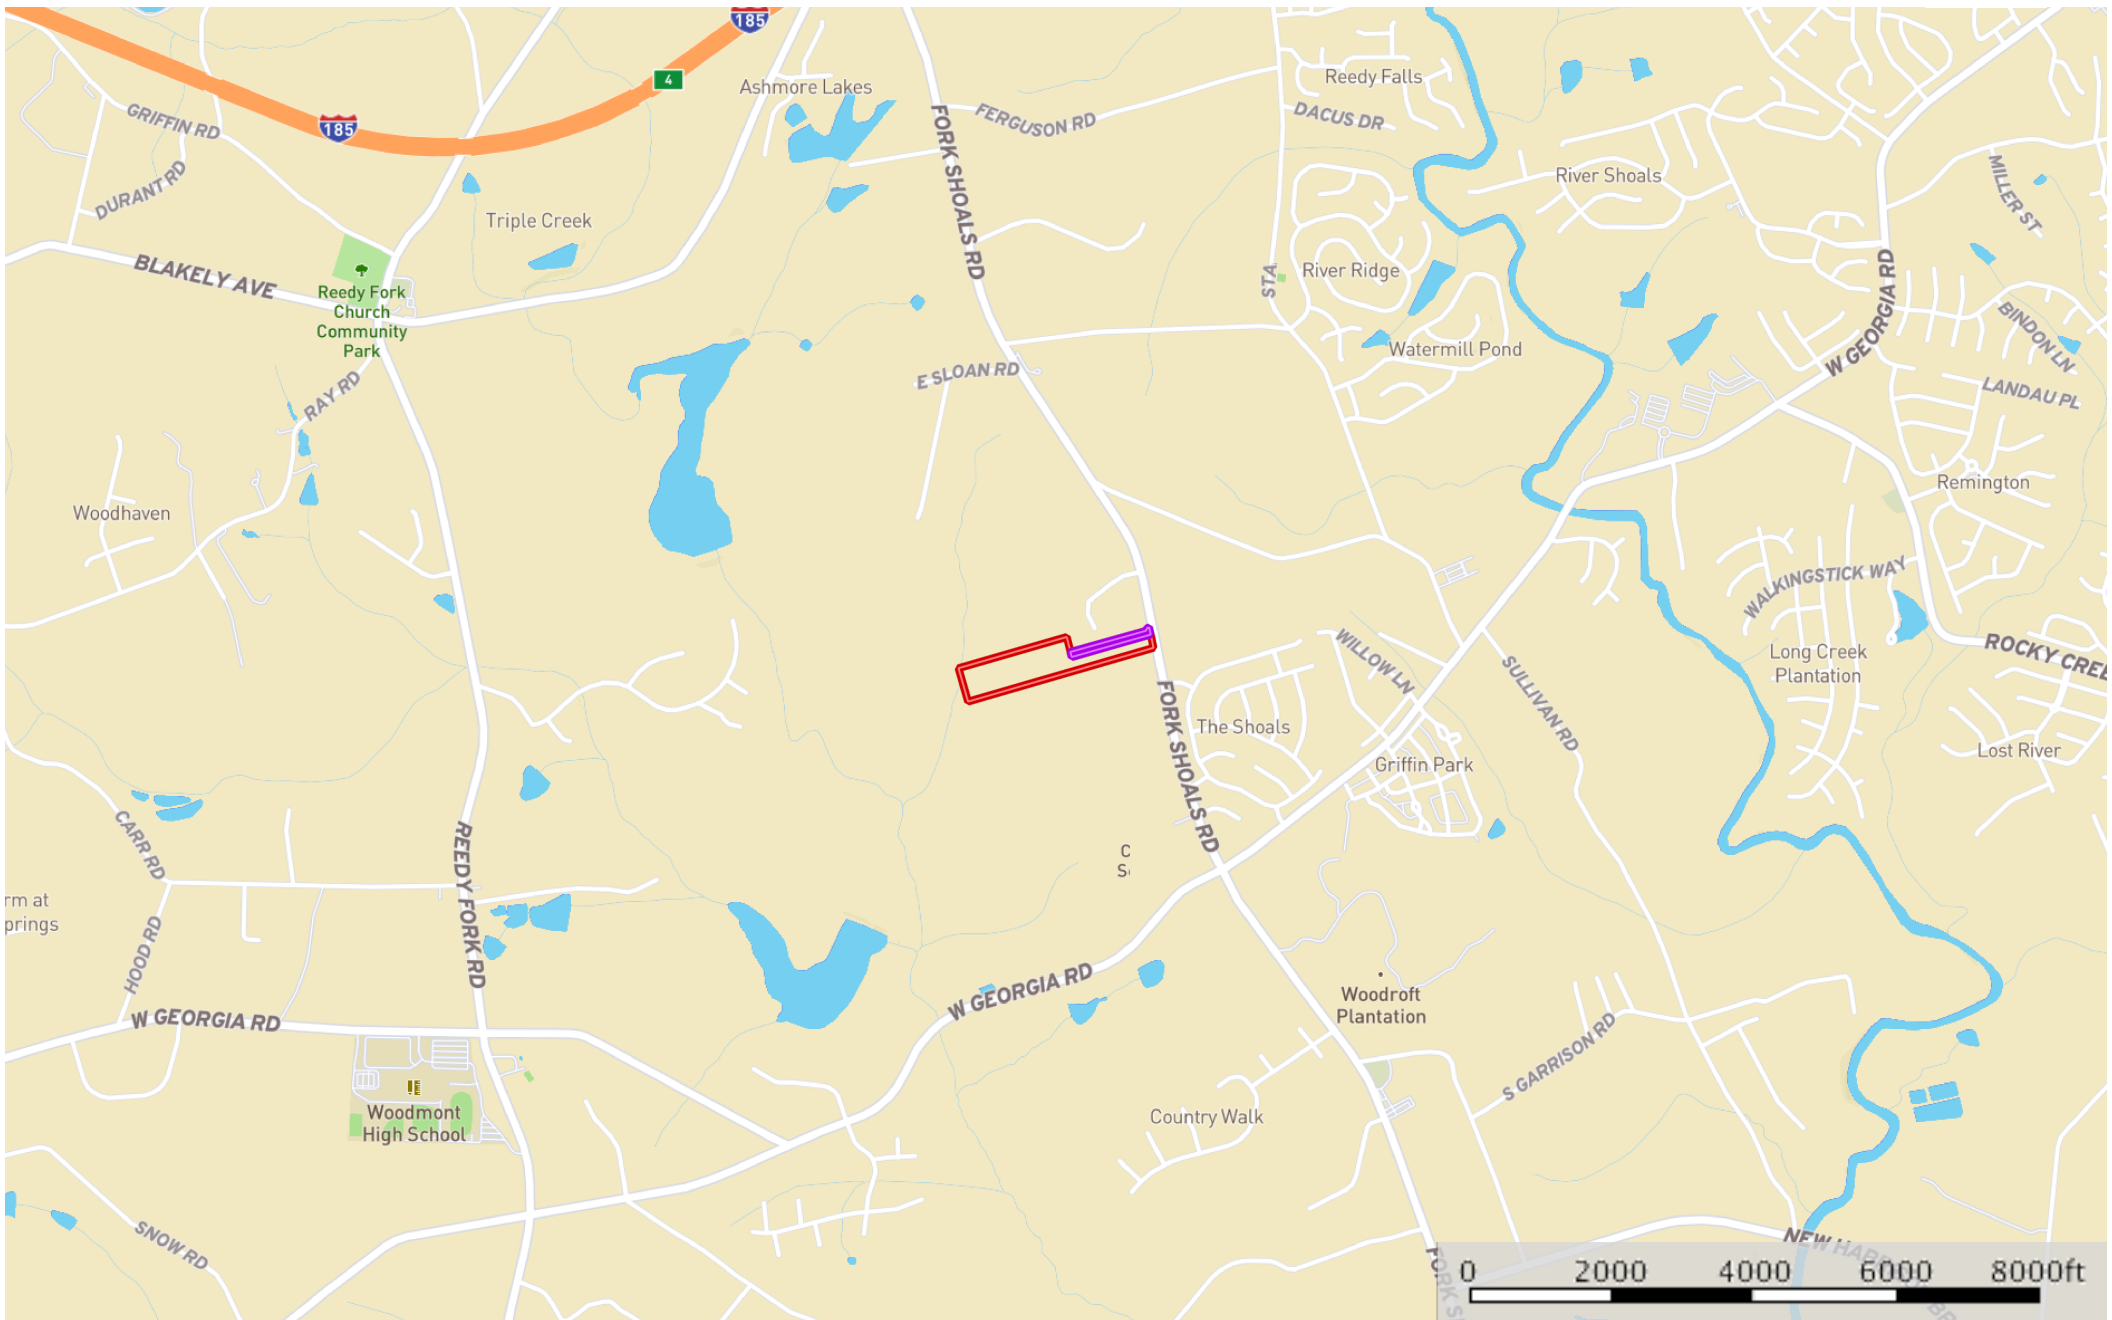 185
4
185
Ashmore Lakes
Reedy Falls
GRIFFIN RD
FORK SHOALS RD
FERGUSON RD
DACUS DR
DURANT RD
River Shoals
MILLER ST
Triple Creek
BLAKELY AVE
Reedy Fork
Church
Community
Park
STA
River Ridge
W GEORGIA RD
BINDON LN
Watermill Pond
E SLOAN RD
RAY RD
LANDAU PL
Woodhaven
Remington
WALKINGSTICK WAY
WILLOW LN
Long Creek
Plantation
ROCKY CREE
SULLIVAN RD
FORK SHOALS RD
The Shoals
Griffin Park
Lost River
CARR RD
REEDY FORK RD
C
S
rm at
prings
HOOD RD
W GEORGIA RD
W GEORGIA RD
Woodroft
Plantation
S GARRISON RD
Woodmont
High School
Country Walk
SNOW RD
NEW HAR
FORK S
BR
0 2000 4000 6000 8000ft